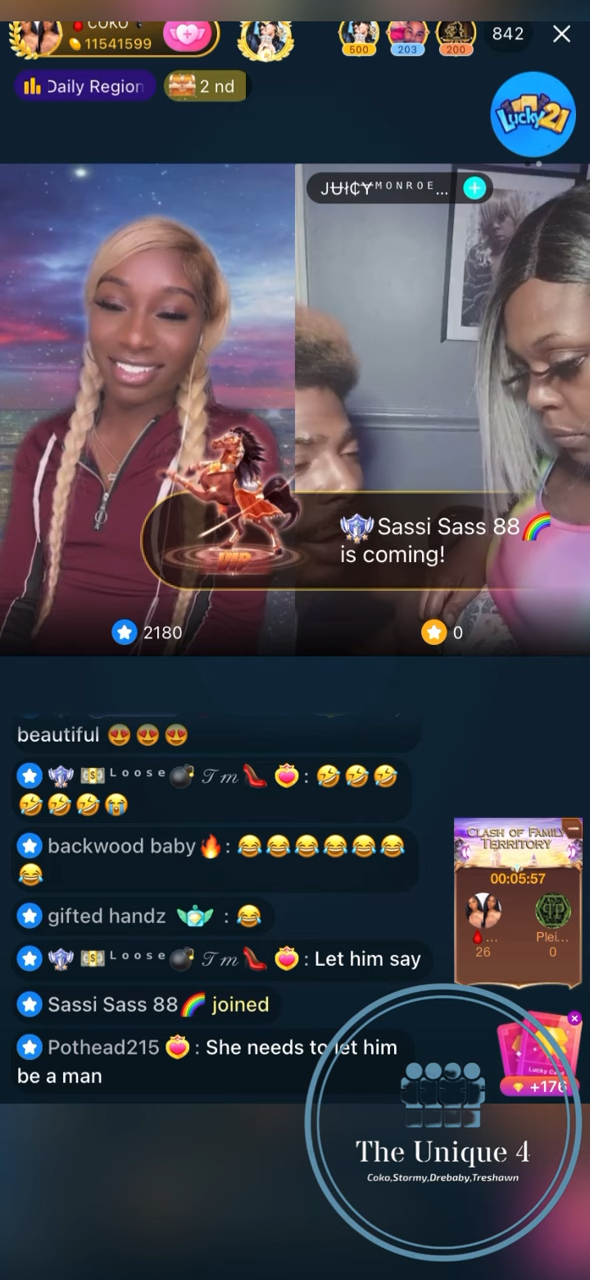 COKO
11541599
500
203
200
842
Daily Region
2 nd
Lucky21
JUICY ᴹᴼᴺᴿᴼᴱ...
VIP
Sassi Sass 88🌈
is coming!
2180
0
beautiful 😍😍😍
💵 ᴸᵒᵒˢᵉ💣 𝒯𝓂👠 : 🤣🤣🤣
🤣🤣🤣🤣😭
backwood baby🔥: 😂😂😂😂😂😂
😂
gifted handz : 😂
💵 ᴸᵒᵒˢᵉ💣 𝒯𝓂👠 : Let him say
Sassi Sass 88🌈 joined
Pothead215 : She needs to let him
be a man
CLASH OF FAMILY
TERRITORY
00:05:57
🩸... Plei...
26 0
+176
The Unique 4
Coko,Stormy,Drebaby,Treshawn